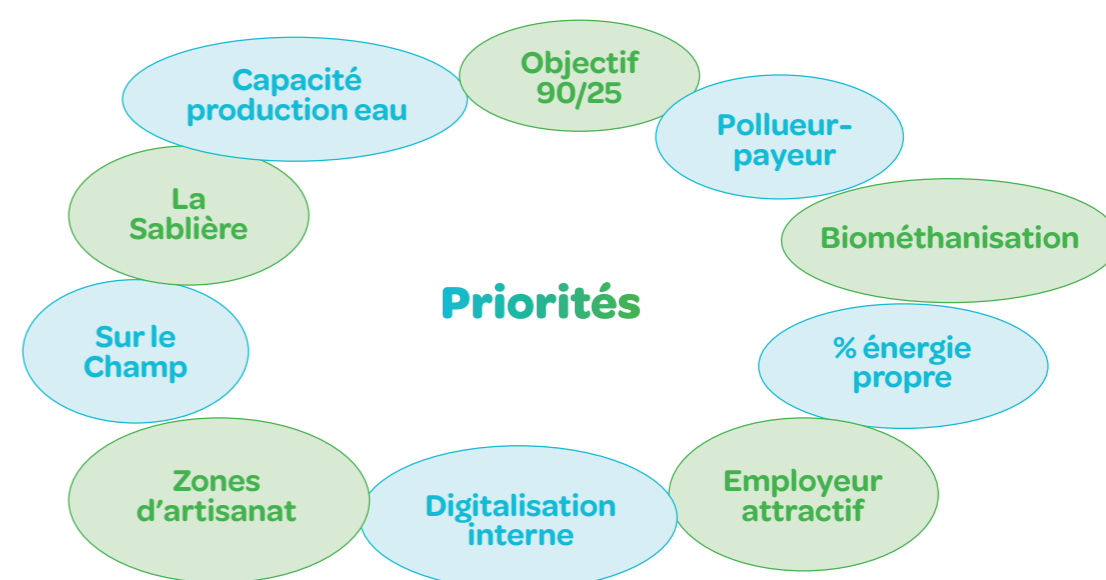 Objectif
90/25
Capacité
production eau
Pollueur-
payeur
La
Sablière
Biométhanisation
Priorités
Sur le
Champ
% énergie
propre
Zones
d'artisanat
Digitalisation
interne
Employeur
attractif